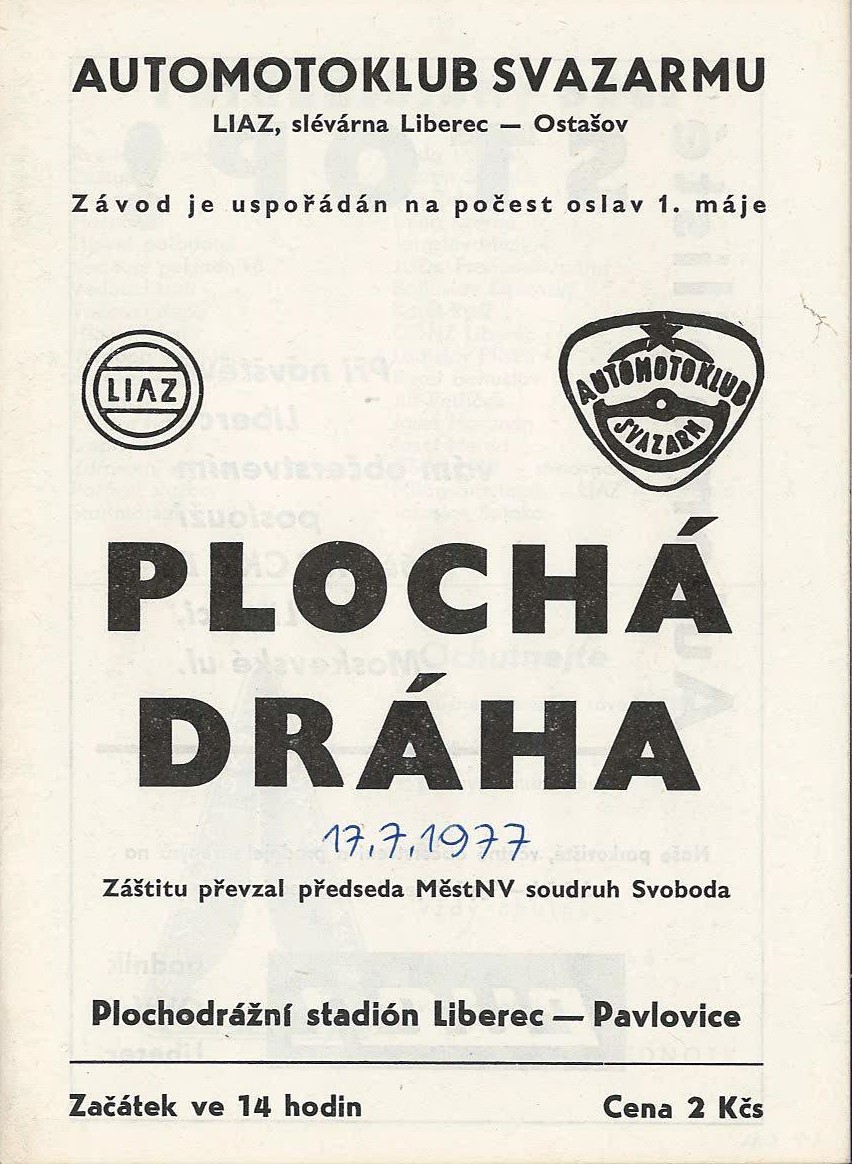 AUTOMOTOKLUB SVAZARMU
LIAZ, slévárna Liberec — Ostašov
Závod je uspořádán na počest oslav 1. máje
LIAZ
AUTOMOTOKLUB
SVAZARM
PLOCHÁ
DRÁHA
17.7.1977
Záštitu převzal předseda MěstNV soudruh Svoboda
Plochodrážní stadión Liberec — Pavlovice
Začátek ve 14 hodin
Cena 2 Kčs